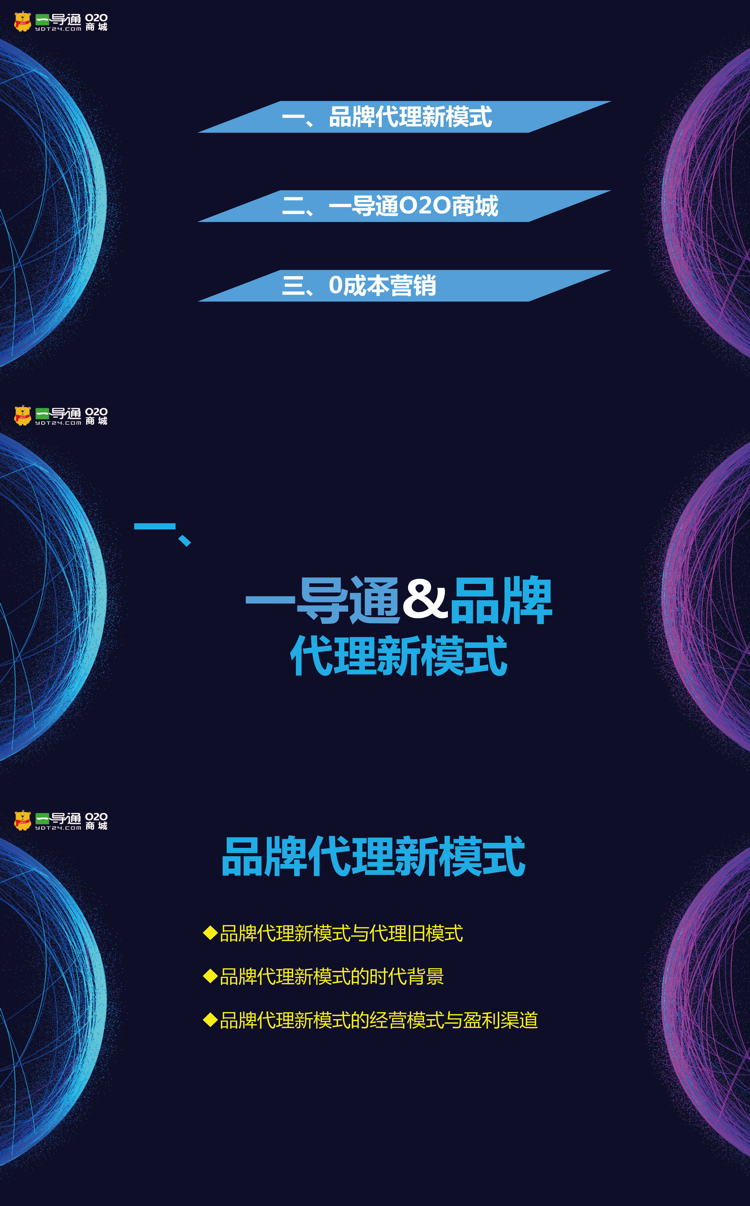 一导通 O2O
YDT24.COM 商城
一、品牌代理新模式
二、一导通O2O商城
三、0成本营销
一导通 O2O
YDT24.COM 商城
一、
一导通&品牌
代理新模式
一导通 O2O
YDT24.COM 商城
品牌代理新模式
◆品牌代理新模式与代理旧模式
◆品牌代理新模式的时代背景
◆品牌代理新模式的经营模式与盈利渠道